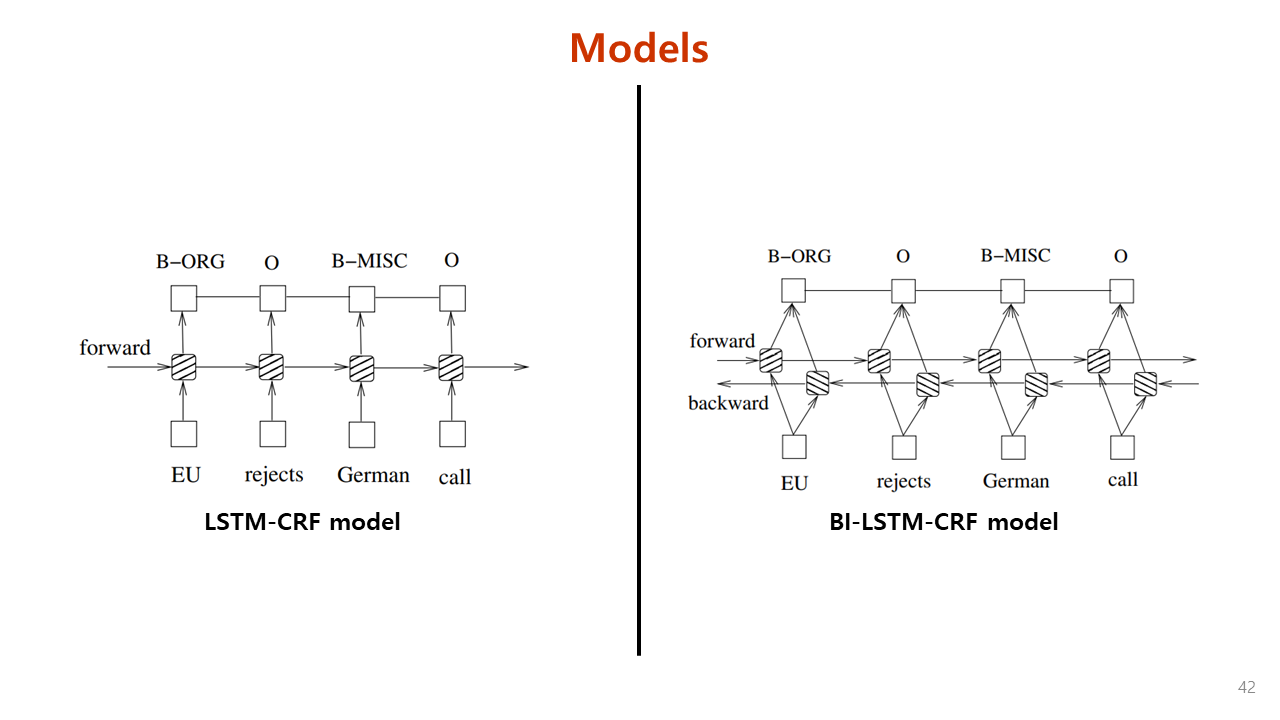 Models
B−ORG O B−MISC O
forward
EU rejects German call
LSTM-CRF model
B−ORG O B−MISC O
forward
backward
EU rejects German call
BI-LSTM-CRF model
42